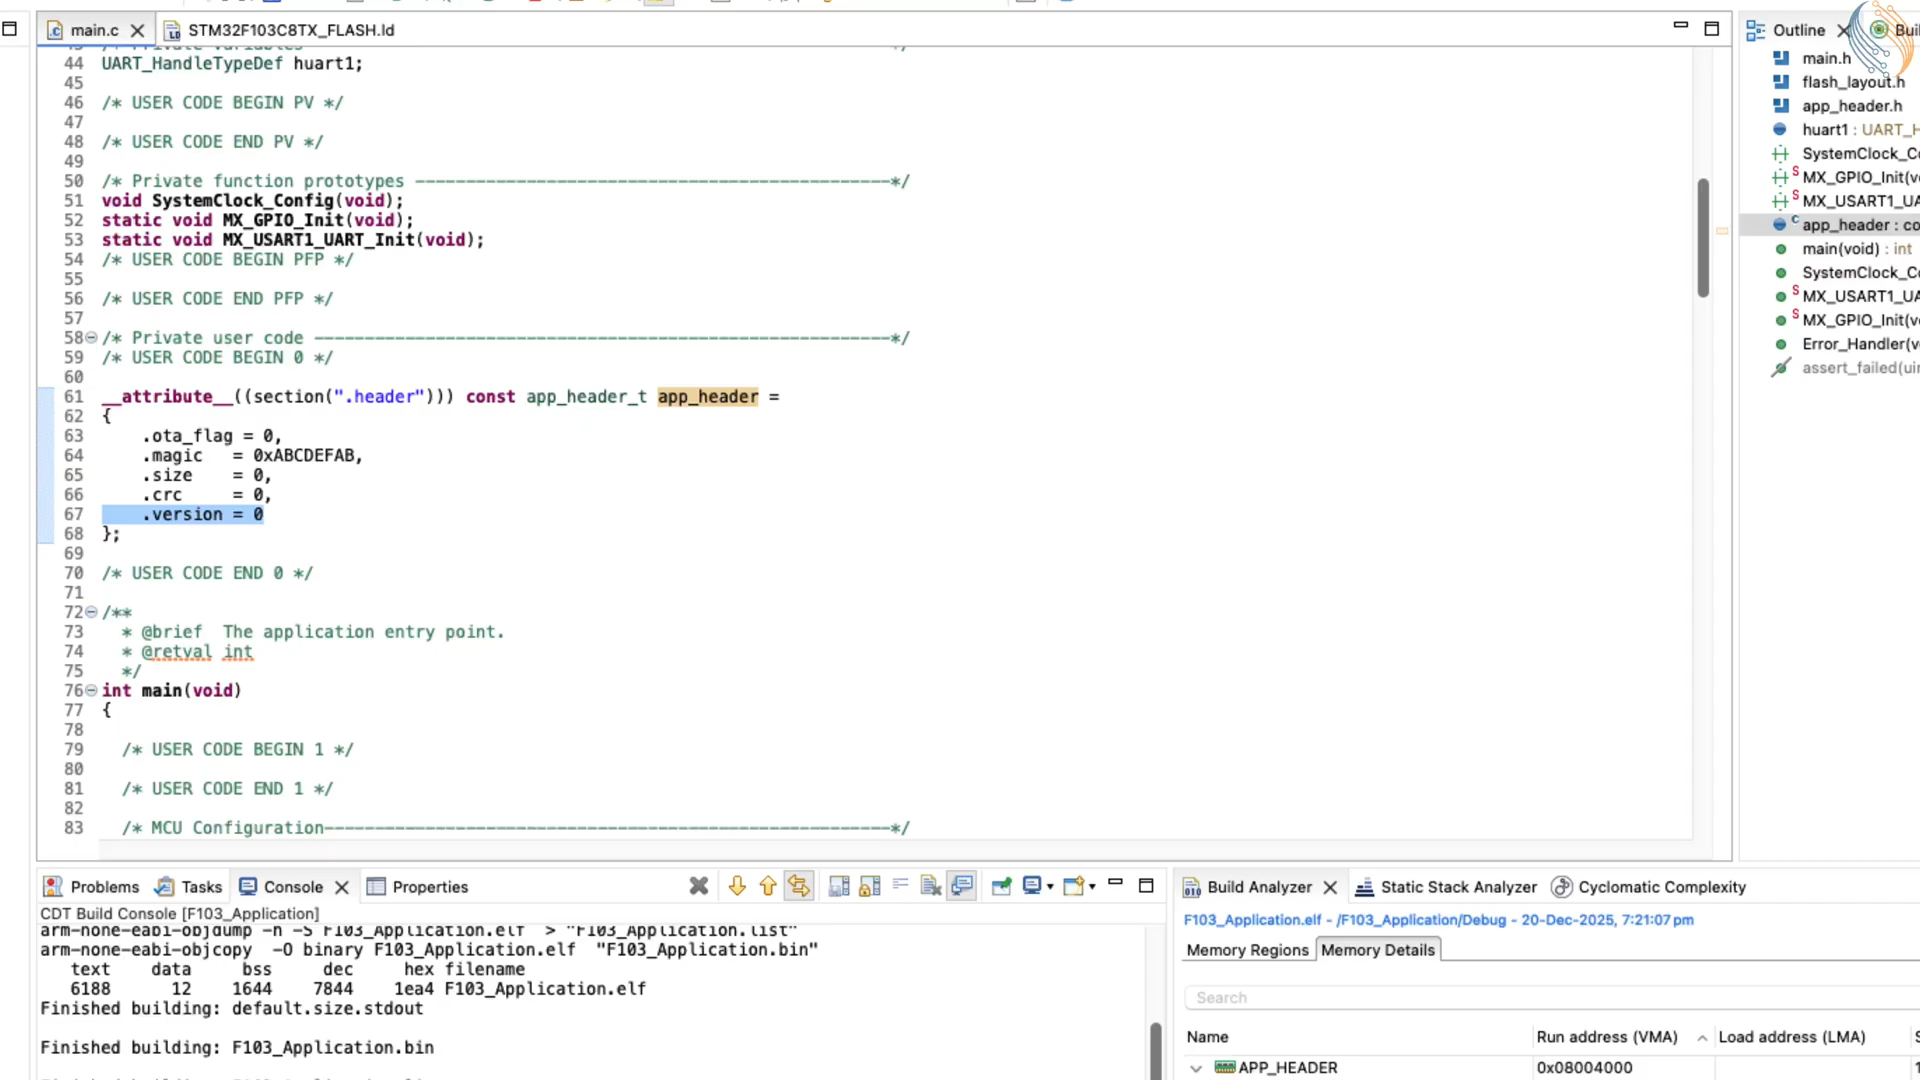 main.c
STM32F103C8TX_FLASH.ld
44 UART_HandleTypeDef huart1;
45
46 /* USER CODE BEGIN PV */
47
48 /* USER CODE END PV */
49
50 /* Private function prototypes -----------------------------------------------*/
51 void SystemClock_Config(void);
52 static void MX_GPIO_Init(void);
53 static void MX_USART1_UART_Init(void);
54 /* USER CODE BEGIN PFP */
55
56 /* USER CODE END PFP */
57
58 /* Private user code ---------------------------------------------------------*/
59 /* USER CODE BEGIN 0 */
60
61 __attribute__((section(".header"))) const app_header_t app_header =
62 {
63     .ota_flag = 0,
64     .magic   = 0xABCDEFAB,
65     .size    = 0,
66     .crc     = 0,
67     .version = 0
68 };
69
70 /* USER CODE END 0 */
71
72 /**
73   * @brief  The application entry point.
74   * @retval int
75   */
76 int main(void)
77 {
78
79   /* USER CODE BEGIN 1 */
80
81   /* USER CODE END 1 */
82
83   /* MCU Configuration--------------------------------------------------------*/
Outline
main.h
flash_layout.h
app_header.h
huart1 : UART_H
SystemClock_Co
MX_GPIO_Init(v
MX_USART1_UA
app_header : co
main(void) : int
SystemClock_Co
MX_USART1_UA
MX_GPIO_Init(v
Error_Handler(v
assert_failed(ui
Problems Tasks Console Properties
CDT Build Console [F103_Application]
arm-none-eabi-objdump -h -S F103_Application.elf  > "F103_Application.list"
arm-none-eabi-objcopy  -O binary F103_Application.elf  "F103_Application.bin"
   text    data     bss     dec     hex filename
   6188      12    1644    7844    1ea4 F103_Application.elf
Finished building: default.size.stdout
Finished building: F103_Application.bin
Build Analyzer Static Stack Analyzer Cyclomatic Complexity
F103_Application.elf - /F103_Application/Debug - 20-Dec-2025, 7:21:07 pm
Memory Regions Memory Details
Search
Name Run address (VMA) Load address (LMA) S
APP_HEADER 0x08004000